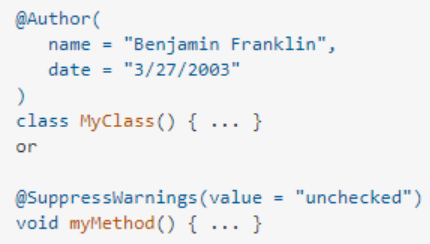 @Author(
   name = "Benjamin Franklin",
   date = "3/27/2003"
)
class MyClass() { ... }
or
@SuppressWarnings(value = "unchecked")
void myMethod() { ... }